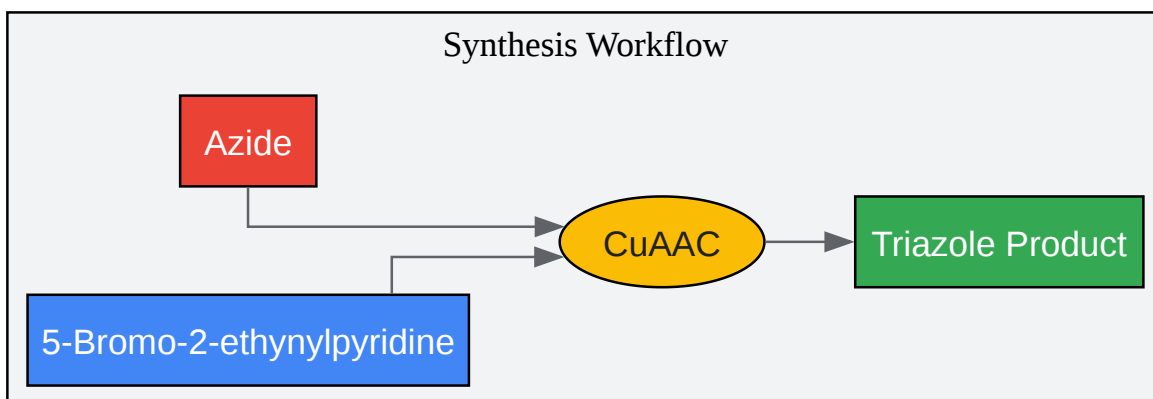 Synthesis Workflow
Azide
CuAAC
Triazole Product
5-Bromo-2-ethynylpyridine